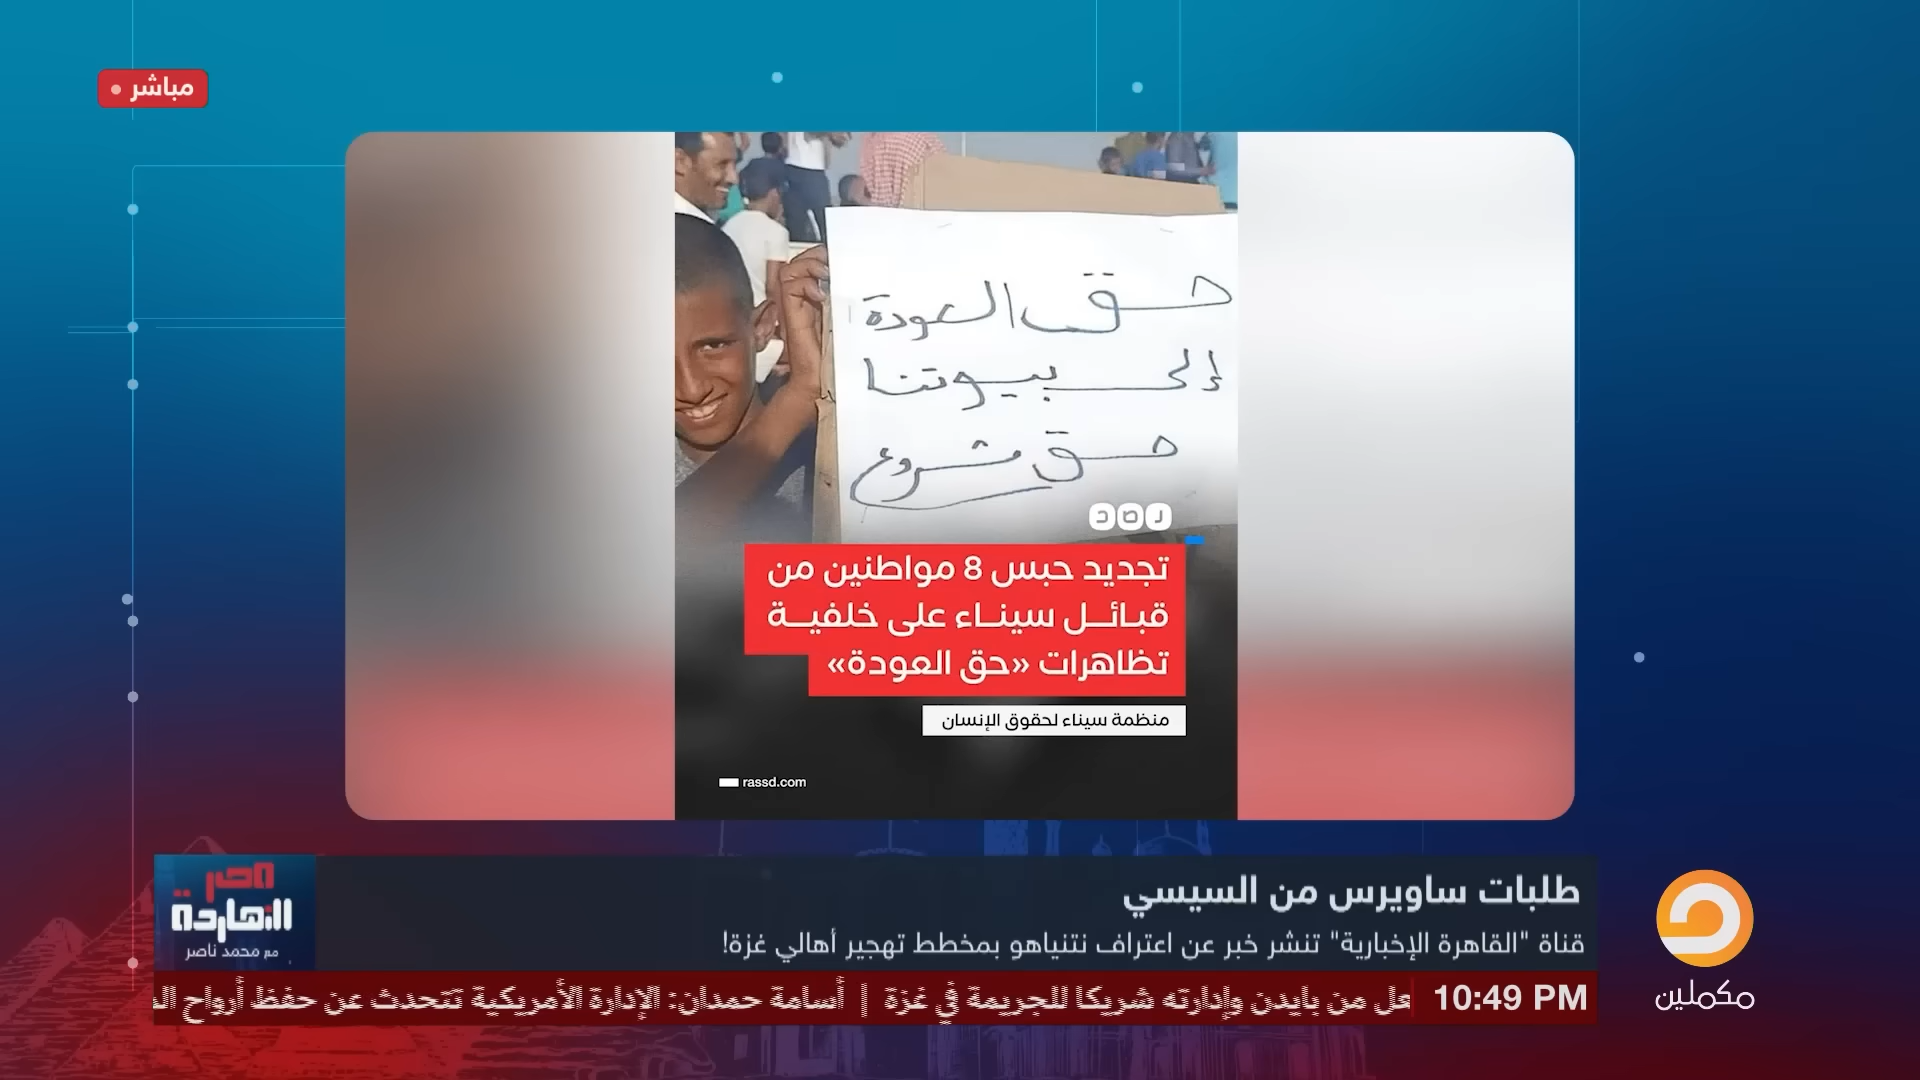 مباشر
حق العودة
إلى بيوتنا
حق مشروع
رصد
تجديد حبس 8 مواطنين من
قبائل سيناء على خلفية
تظاهرات «حق العودة»
منظمة سيناء لحقوق الإنسان
rassd.com
مصر
النهاردة
مع محمد ناصر
طلبات ساويرس من السيسي
قناة "القاهرة الإخبارية" تنشر خبر عن اعتراف نتنياهو بمخطط تهجير أهالي غزة!
10:49 PM
من بايدن وإدارته شريكا للجريمة في غزة | أسامة حمدان: الإدارة الأمريكية تتحدث عن حفظ أرواح
مكملين